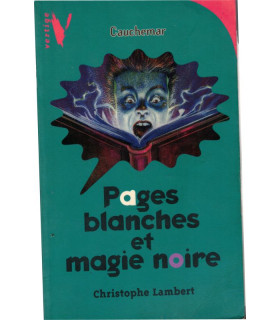 vertige
Cauchemar
Pages
blanches
et
magie noire
Christophe Lambert